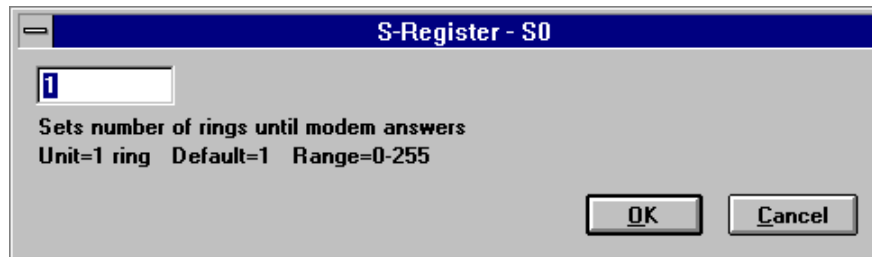 S-Register - S0
1
Sets number of rings until modem answers
Unit=1 ring Default=1 Range=0-255
OK Cancel